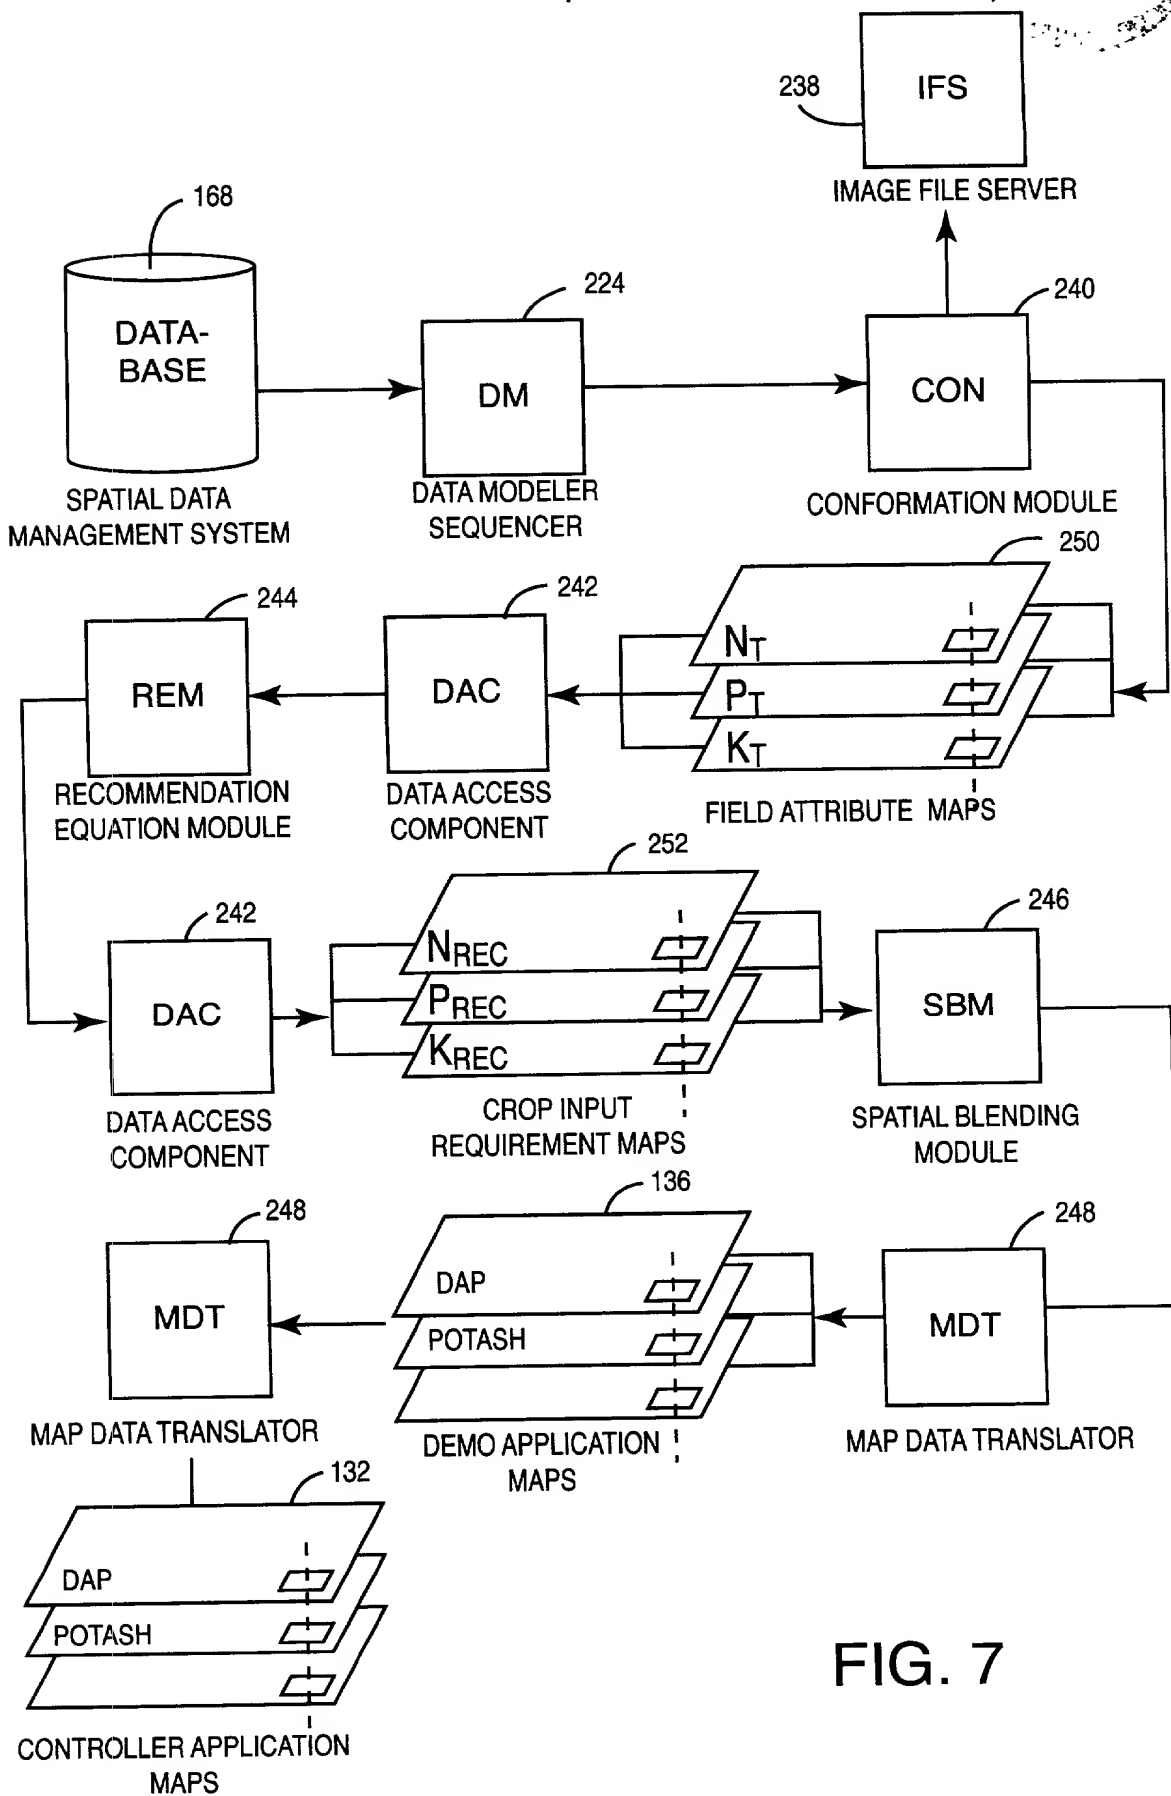 238
IFS
IMAGE FILE SERVER
168
DATA-
BASE
SPATIAL DATA
MANAGEMENT SYSTEM
224
DM
DATA MODELER
SEQUENCER
240
CON
CONFORMATION MODULE
244
REM
RECOMMENDATION
EQUATION MODULE
242
DAC
DATA ACCESS
COMPONENT
250
NT
PT
KT
FIELD ATTRIBUTE MAPS
242
DAC
DATA ACCESS
COMPONENT
252
NREC
PREC
KREC
CROP INPUT
REQUIREMENT MAPS
246
SBM
SPATIAL BLENDING
MODULE
248
MDT
MAP DATA TRANSLATOR
136
DAP
POTASH
DEMO APPLICATION
MAPS
248
MDT
MAP DATA TRANSLATOR
132
DAP
POTASH
CONTROLLER APPLICATION
MAPS
FIG. 7